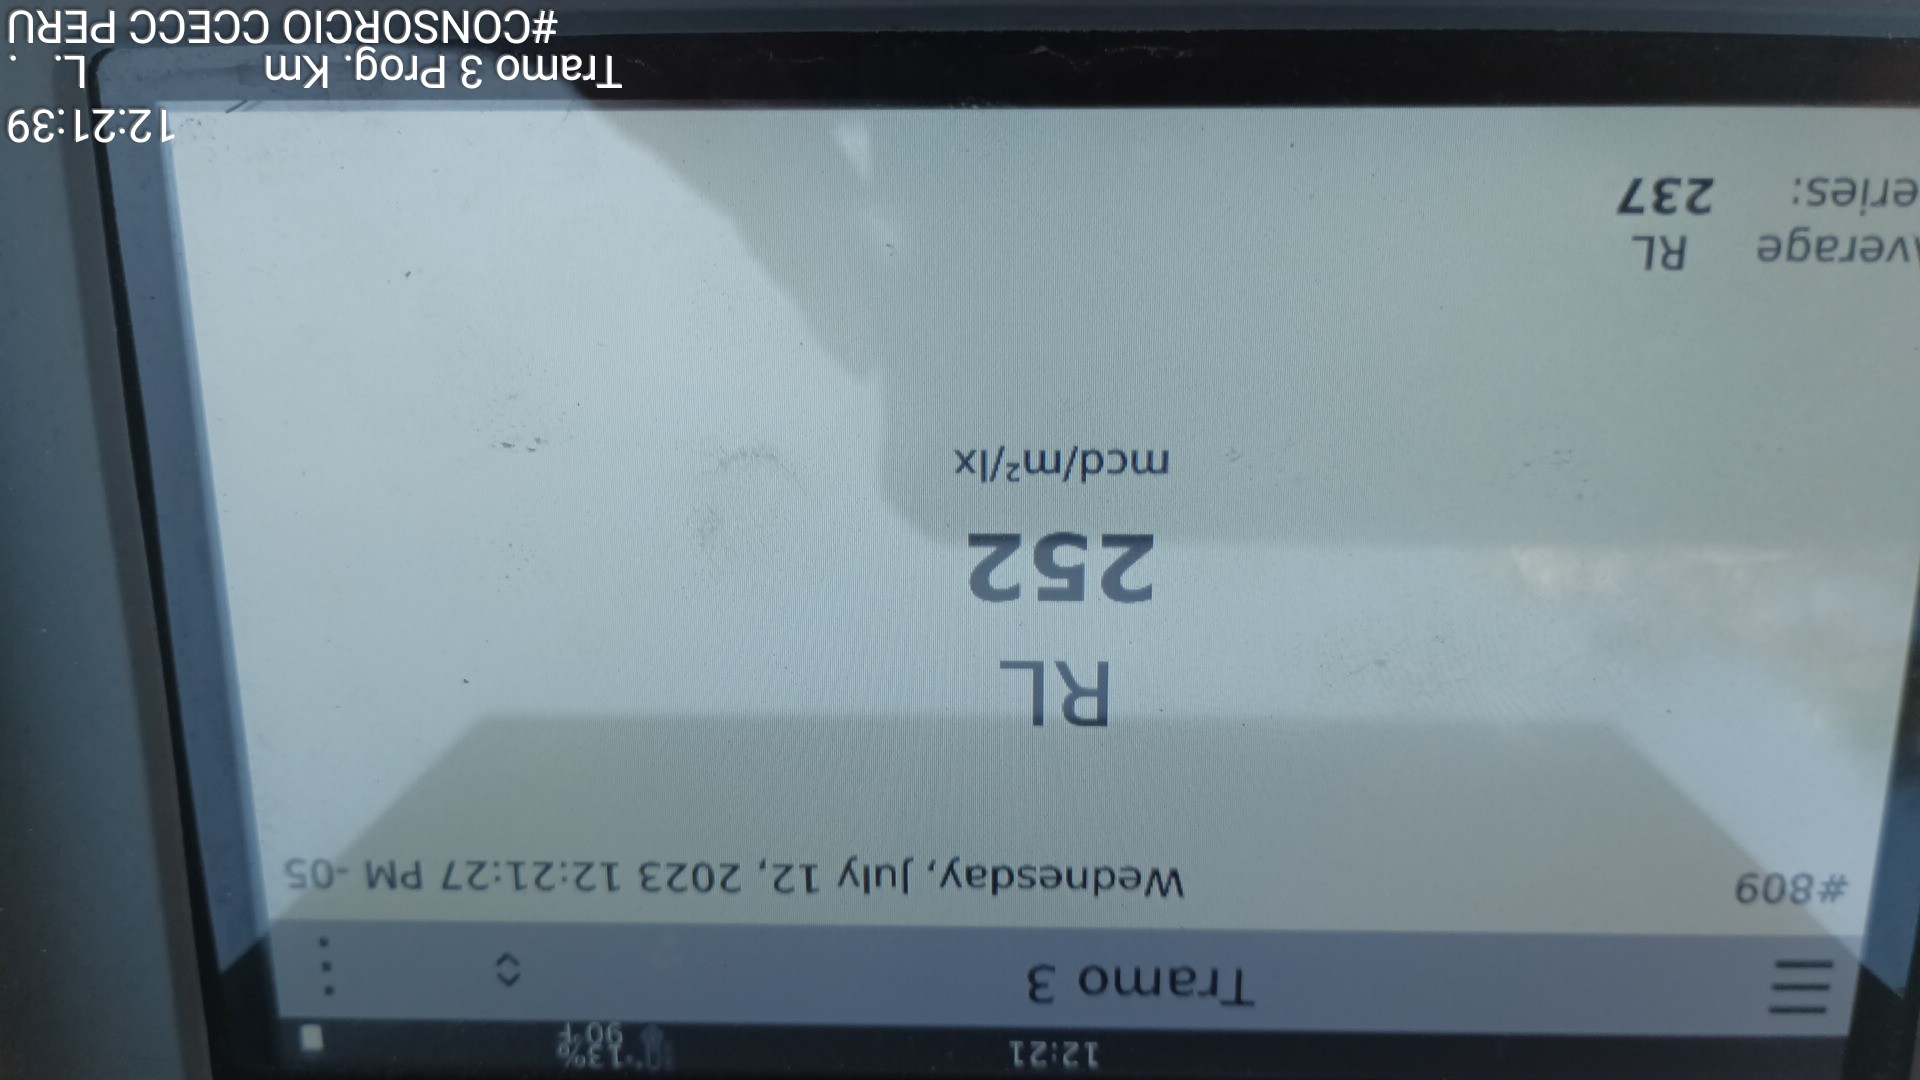 12:21
13%
90°F
Tramo 3
#809
Wednesday, July 12, 2023 12:21:27 PM -05
RL
252
mcd/m²/lx
Average RL
eries: 237
12:21:39
Tramo 3 Prog. Km L. .
#CONSORCIO CCECC PERU